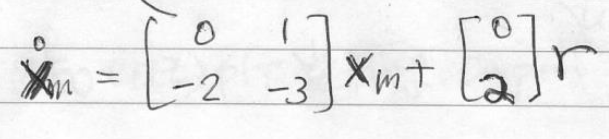 ẋₘ = [0 1; -2 -3] xₘ + [0; 2] r